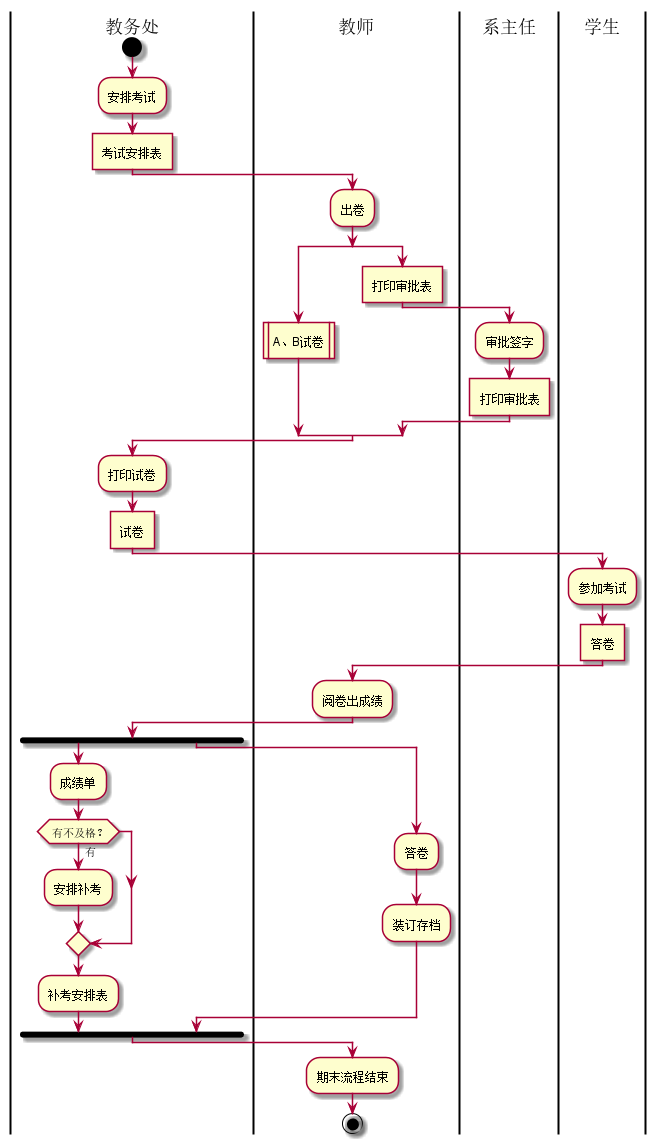 教务处
教师
系主任
学生
安排考试
考试安排表
出卷
打印审批表
A、B试卷
审批签字
打印审批表
打印试卷
试卷
参加考试
答卷
阅卷出成绩
成绩单
有不及格?
有
安排补考
补考安排表
答卷
装订存档
期末流程结束